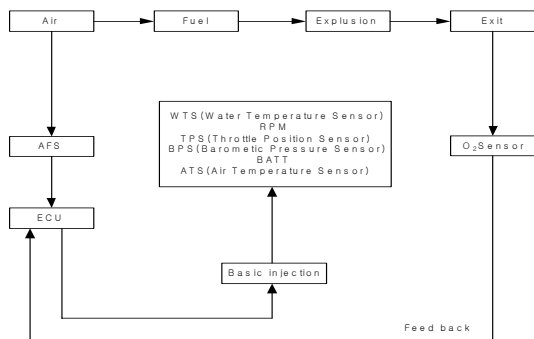 Air
Fuel
Explusion
Exit
WTS(Water Temperature Sensor)
RPM
TPS(Throttle Position Sensor)
BPS(Barometic Pressure Sensor)
BATT
ATS(Air Temperature Sensor)
AFS
O₂Sensor
ECU
Basic injection
Feed back